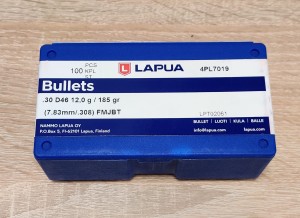 100 PCS KPL ST
LAPUA
4PL7019
Bullets
.30 D46 12,0 g / 185 gr
(7.83mm/.308) FMJBT
NAMMO LAPUA OY
P.O.Box 5, FI-62101 Lapua, Finland
BULLET / LUOTI / KULA / BALLE
info@lapua.com
www.lapua.com